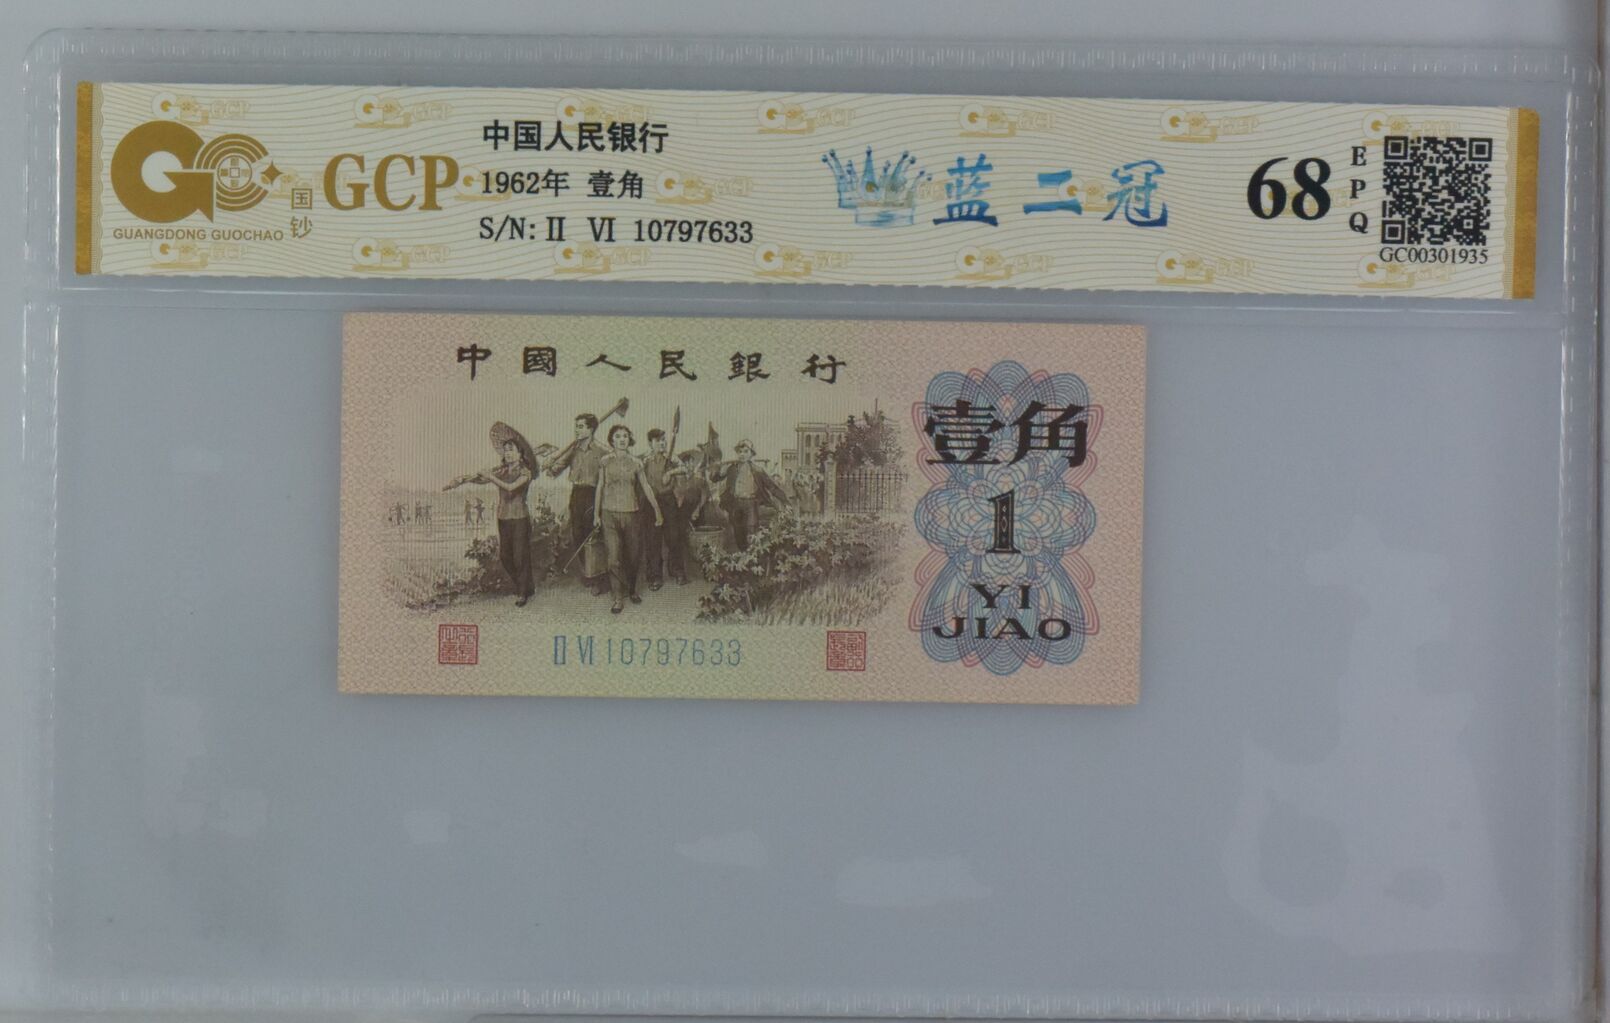 中国人民银行
GCP
1962年 壹角
S/N: II VI 10797633
国钞
GUANGDONG GUOCHAO
蓝二冠
68
EPQ
GC00301935
中國人民銀行
壹角
1
YI
JIAO
II VI 10797633